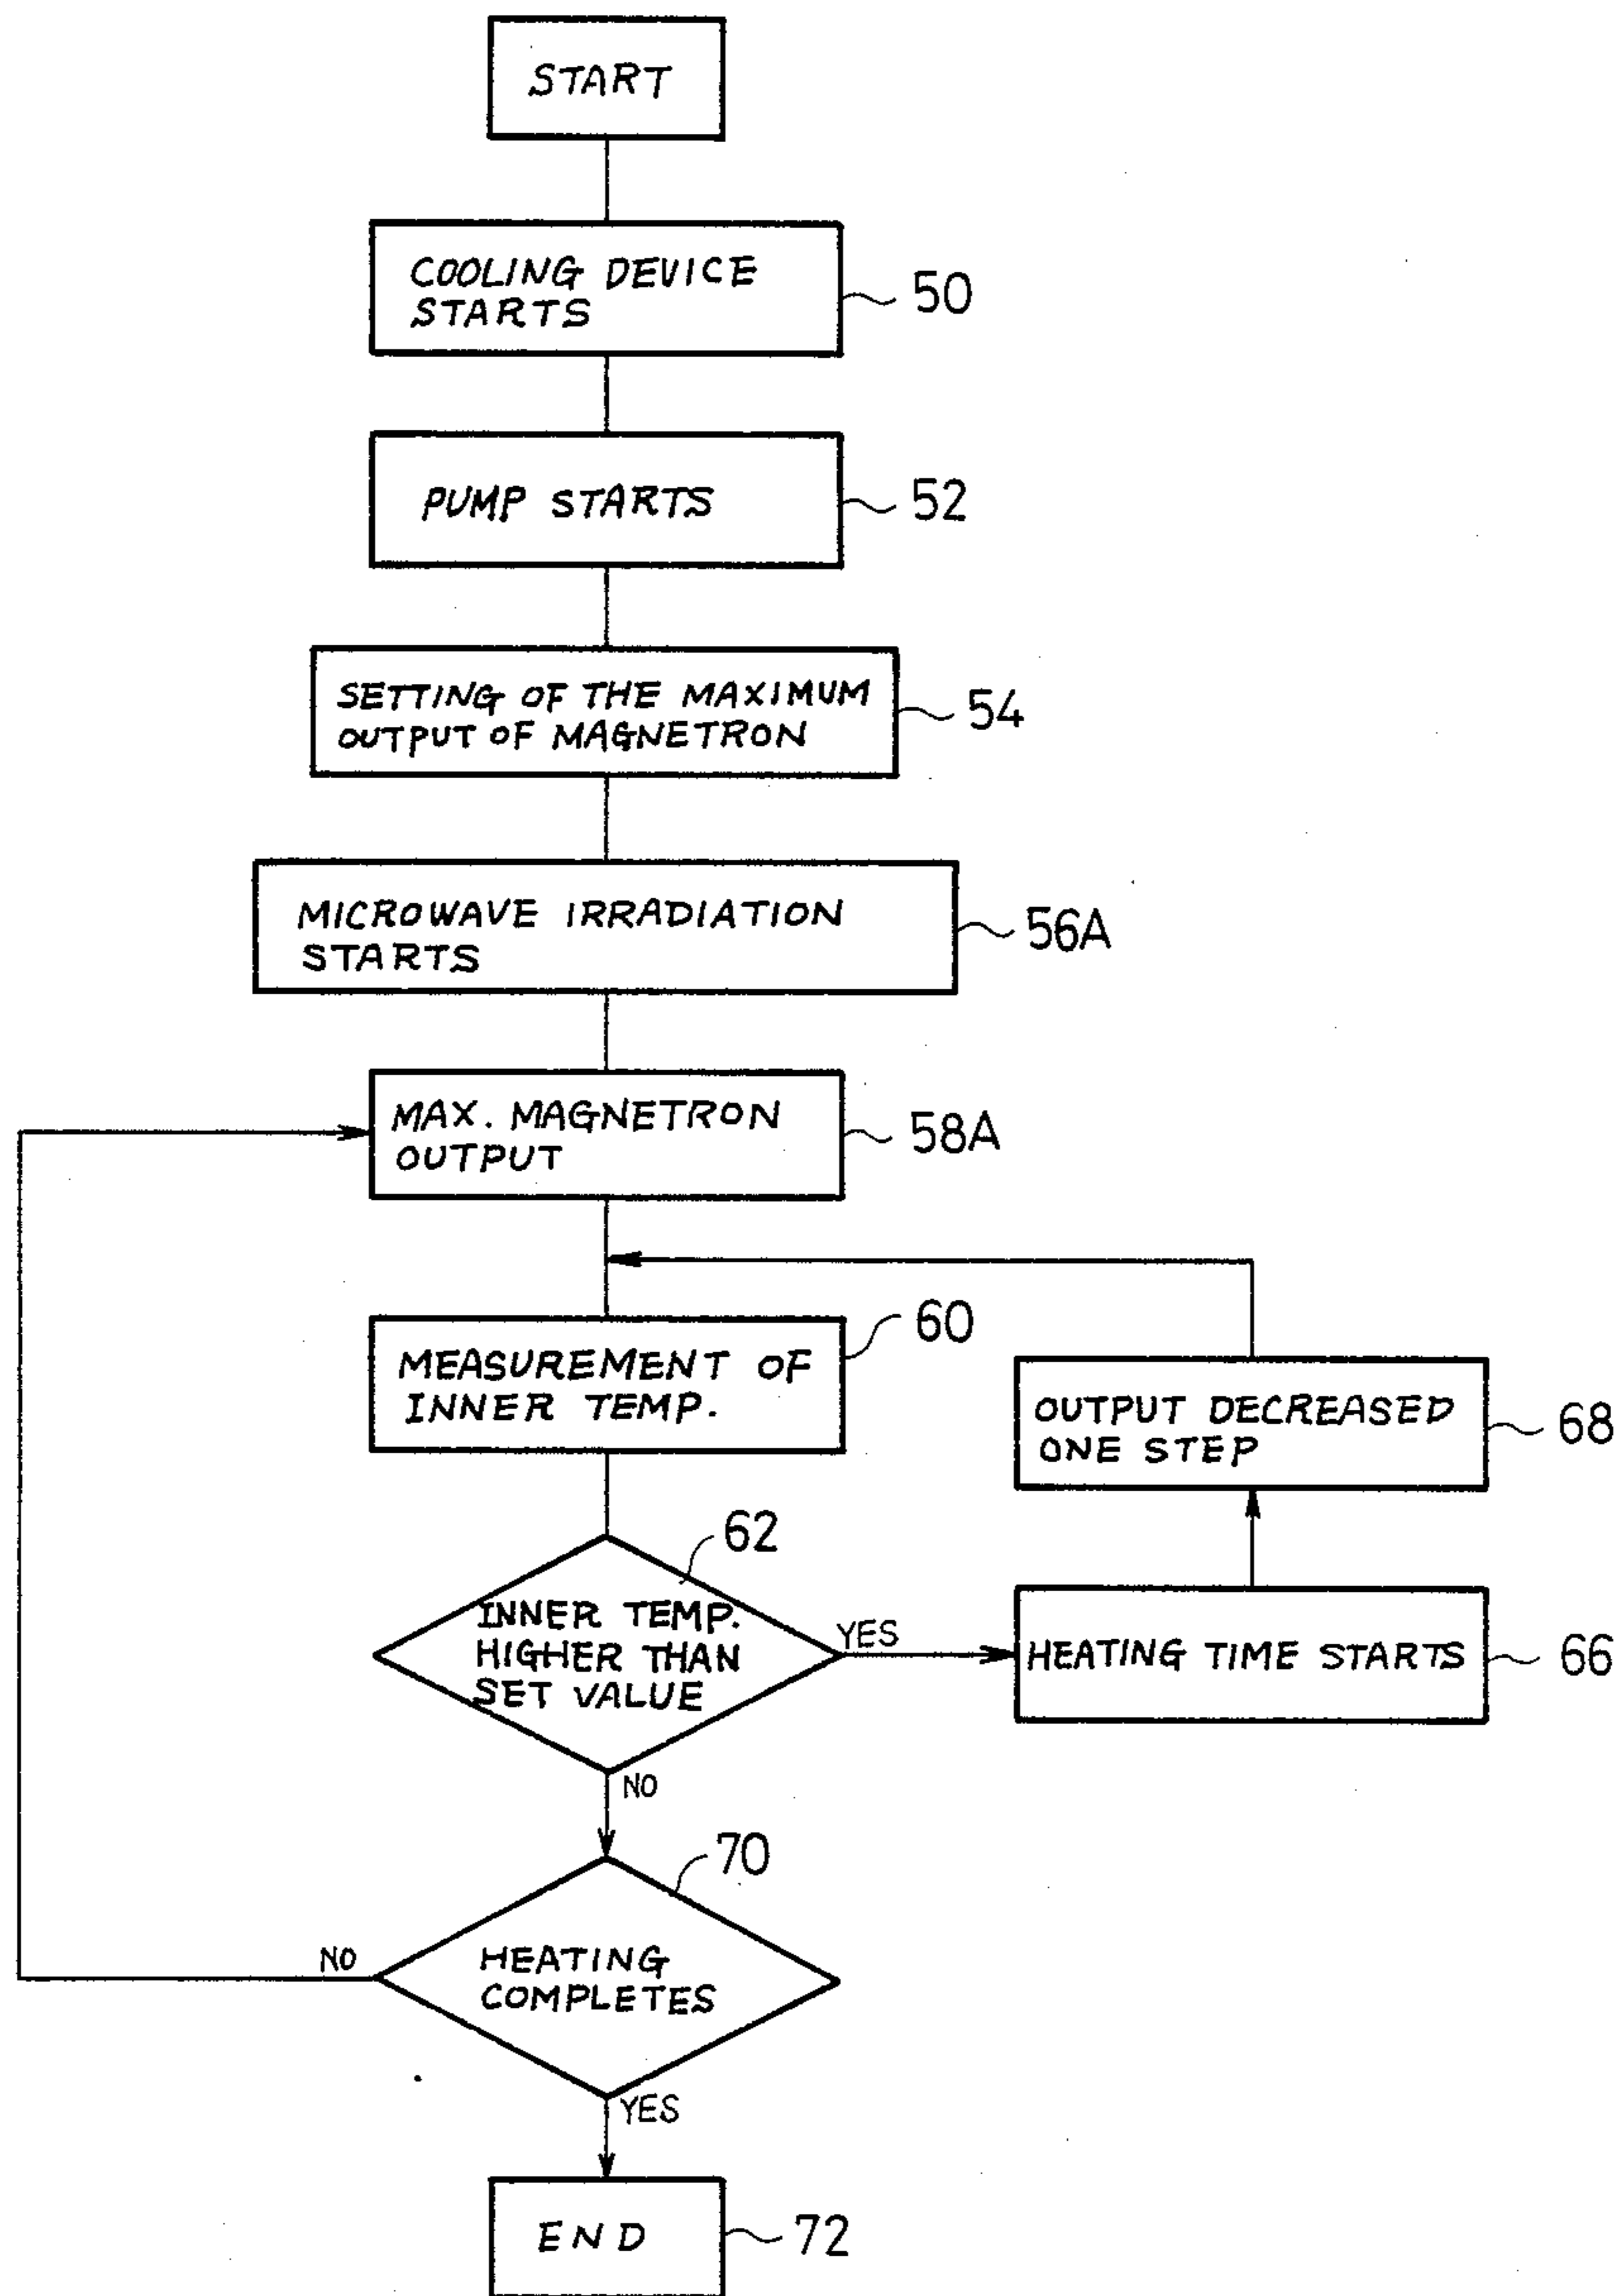 START
COOLING DEVICE
STARTS
50
PUMP STARTS
52
SETTING OF THE MAXIMUM
OUTPUT OF MAGNETRON
54
MICROWAVE IRRADIATION
STARTS
56A
MAX. MAGNETRON
OUTPUT
58A
MEASUREMENT OF
INNER TEMP.
60
OUTPUT DECREASED
ONE STEP
68
62
INNER TEMP.
HIGHER THAN
SET VALUE
YES
HEATING TIME STARTS
66
NO
70
HEATING
COMPLETES
NO
YES
END
72